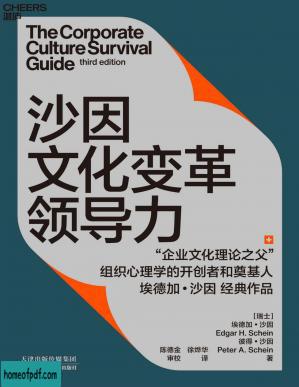 CHEERS
湛庐
The Corporate
Culture Survival
Guide third edition
沙因
文化变革
领导力
“企业文化理论之父”
组织心理学的开创者和奠基人
埃德加·沙因 经典作品
[瑞士]
埃德加·沙因
Edgar H. Schein
彼得·沙因
Peter A. Schein
著
陈德金 徐烨华
审校 译
天津出版传媒集团
homeofpdf.com